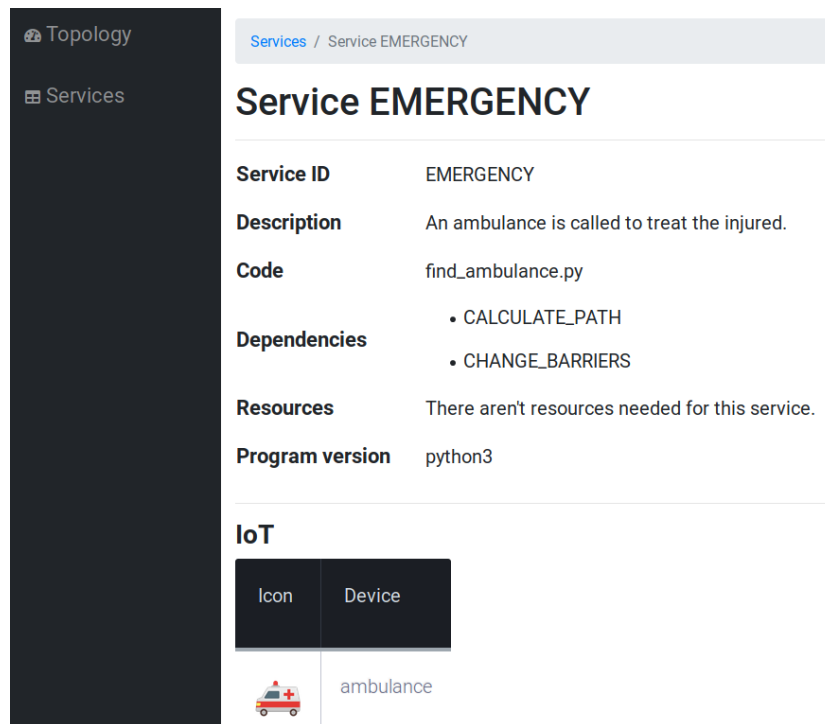 Topology
Services
Services / Service EMERGENCY
Service EMERGENCY
Service ID EMERGENCY
Description An ambulance is called to treat the injured.
Code find_ambulance.py
Dependencies
• CALCULATE_PATH
• CHANGE_BARRIERS
Resources There aren't resources needed for this service.
Program version python3
IoT
Icon Device
ambulance